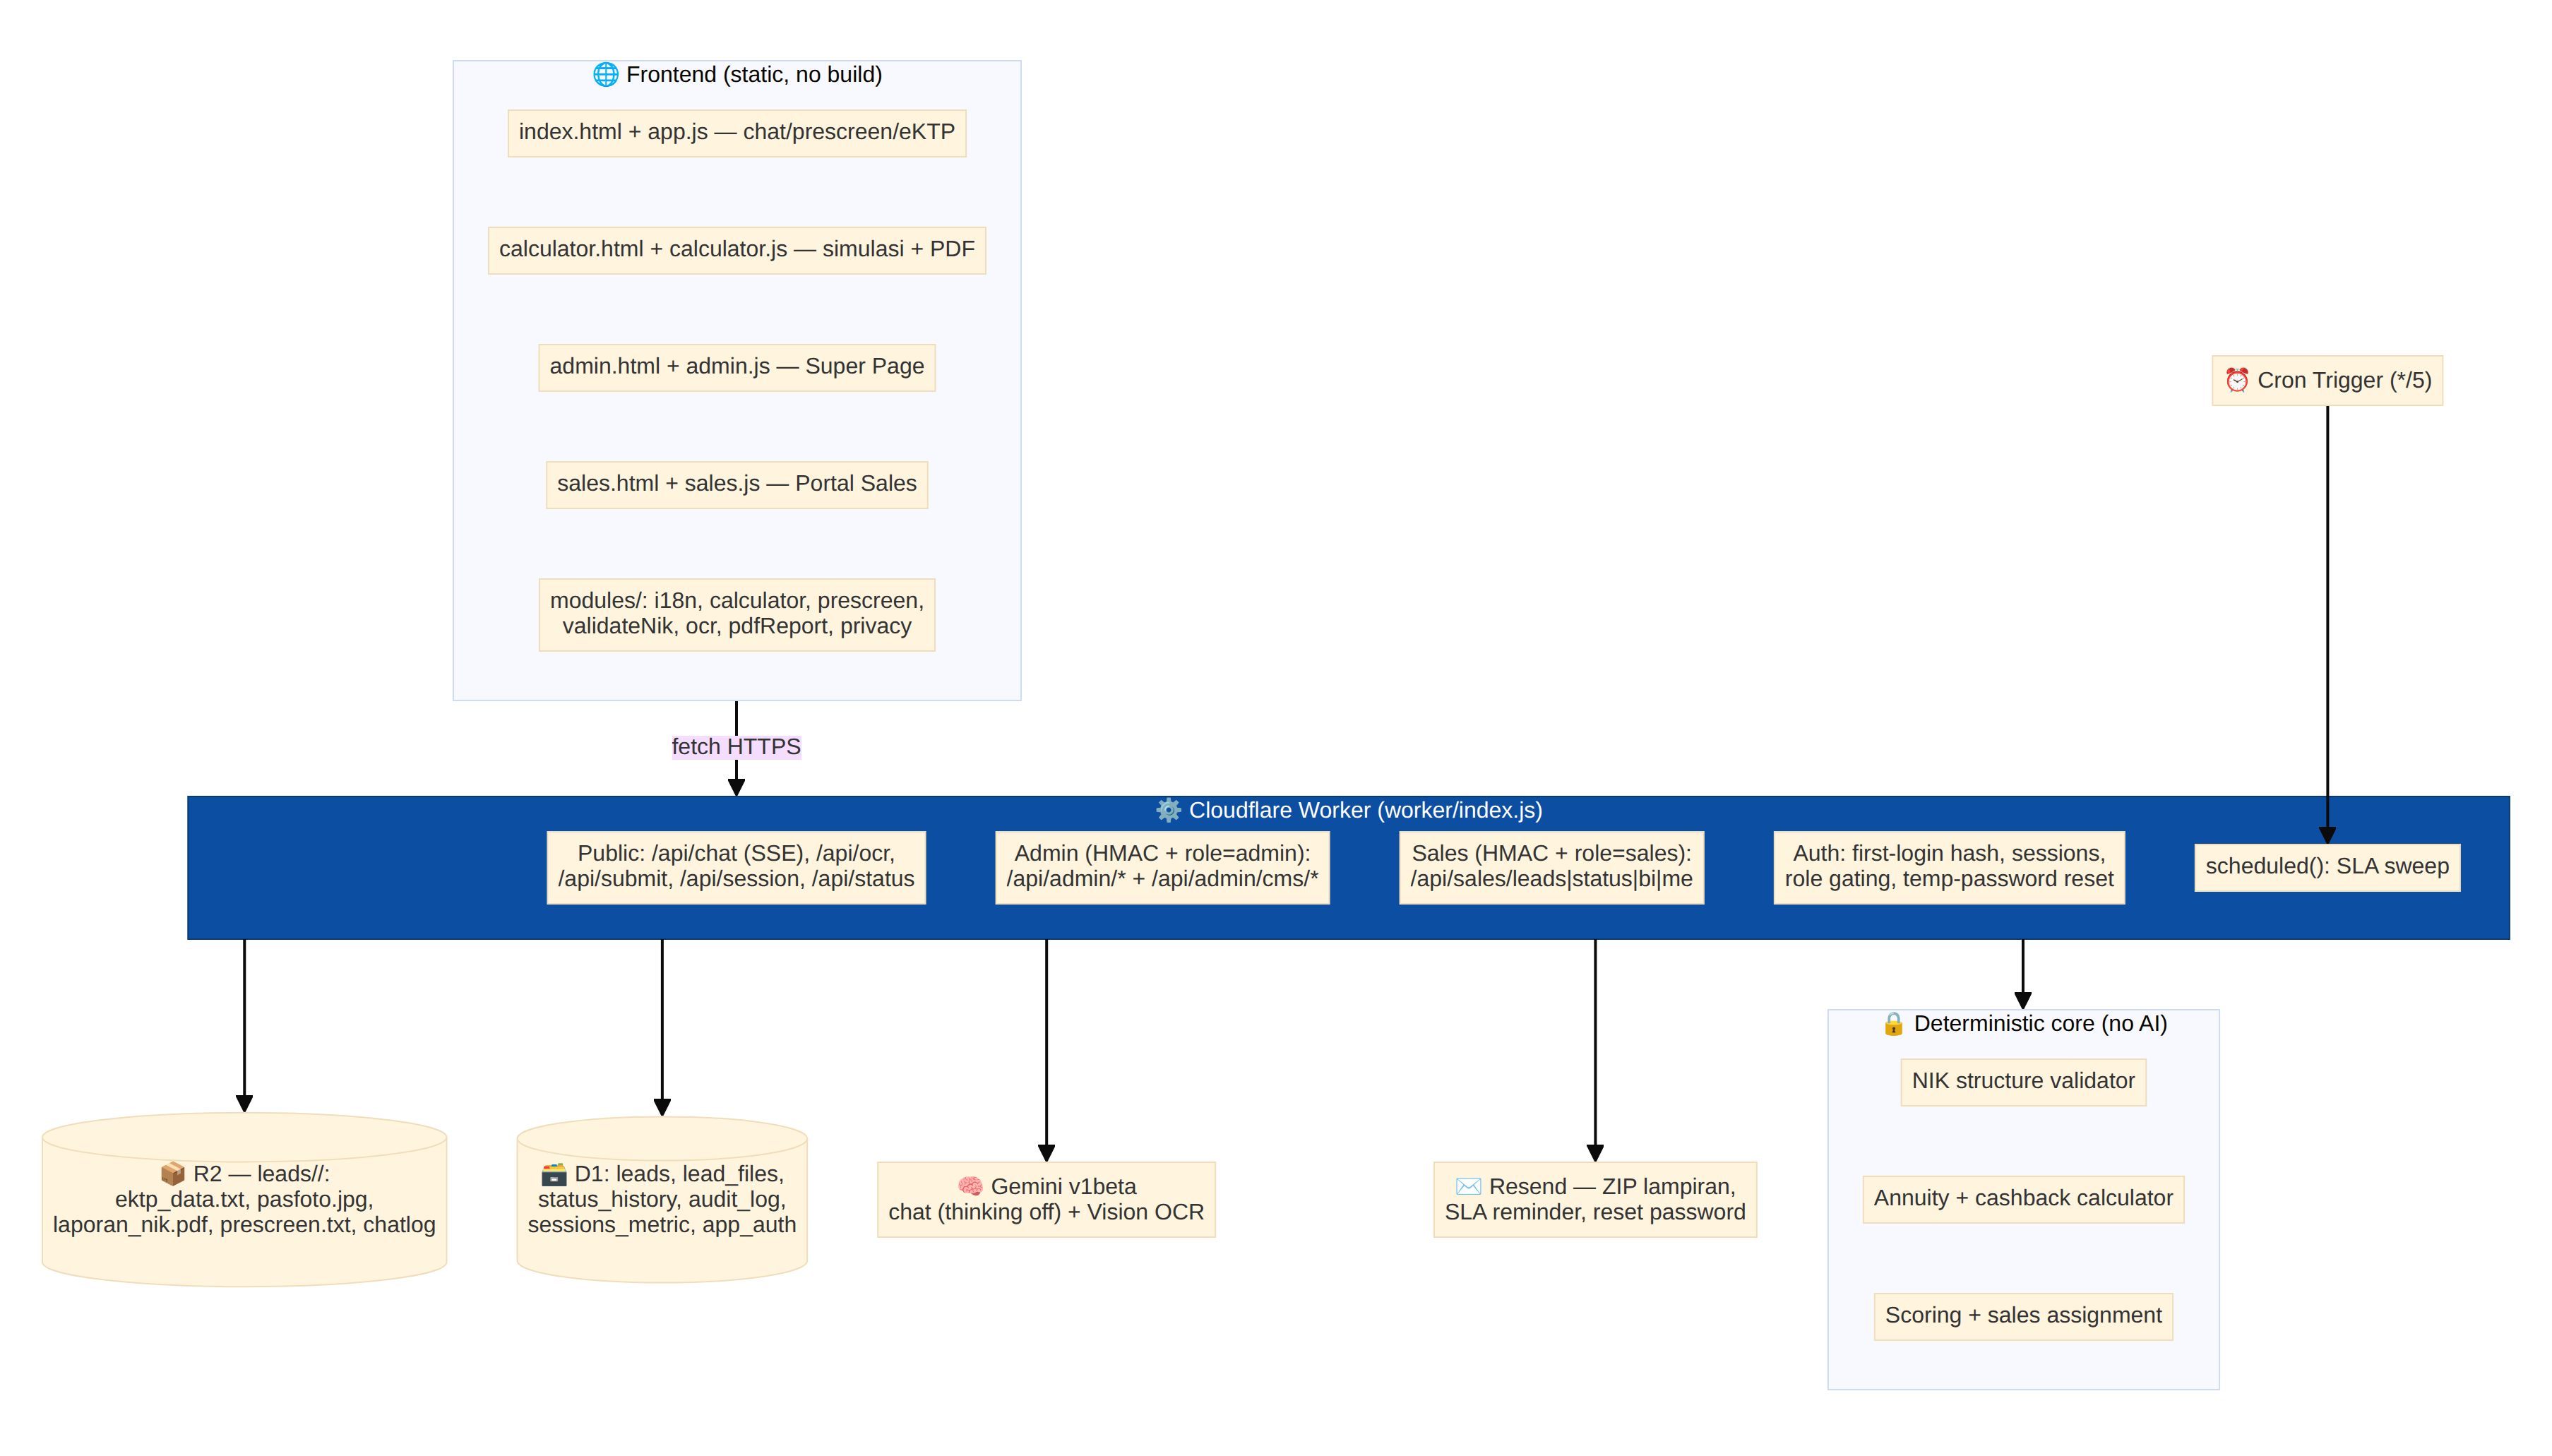 🌐 Frontend (static, no build)
index.html + app.js — chat/prescreen/eKTP
calculator.html + calculator.js — simulasi + PDF
admin.html + admin.js — Super Page
sales.html + sales.js — Portal Sales
modules/: i18n, calculator, prescreen,
validateNik, ocr, pdfReport, privacy
⏰ Cron Trigger (*/5)
fetch HTTPS
⚙️ Cloudflare Worker (worker/index.js)
Public: /api/chat (SSE), /api/ocr,
/api/submit, /api/session, /api/status
Admin (HMAC + role=admin):
/api/admin/* + /api/admin/cms/*
Sales (HMAC + role=sales):
/api/sales/leads|status|bi|me
Auth: first-login hash, sessions,
role gating, temp-password reset
scheduled(): SLA sweep
📦 R2 — leads//:
ektp_data.txt, pasfoto.jpg,
laporan_nik.pdf, prescreen.txt, chatlog
🗃️ D1: leads, lead_files,
status_history, audit_log,
sessions_metric, app_auth
🧠 Gemini v1beta
chat (thinking off) + Vision OCR
✉️ Resend — ZIP lampiran,
SLA reminder, reset password
🔒 Deterministic core (no AI)
NIK structure validator
Annuity + cashback calculator
Scoring + sales assignment